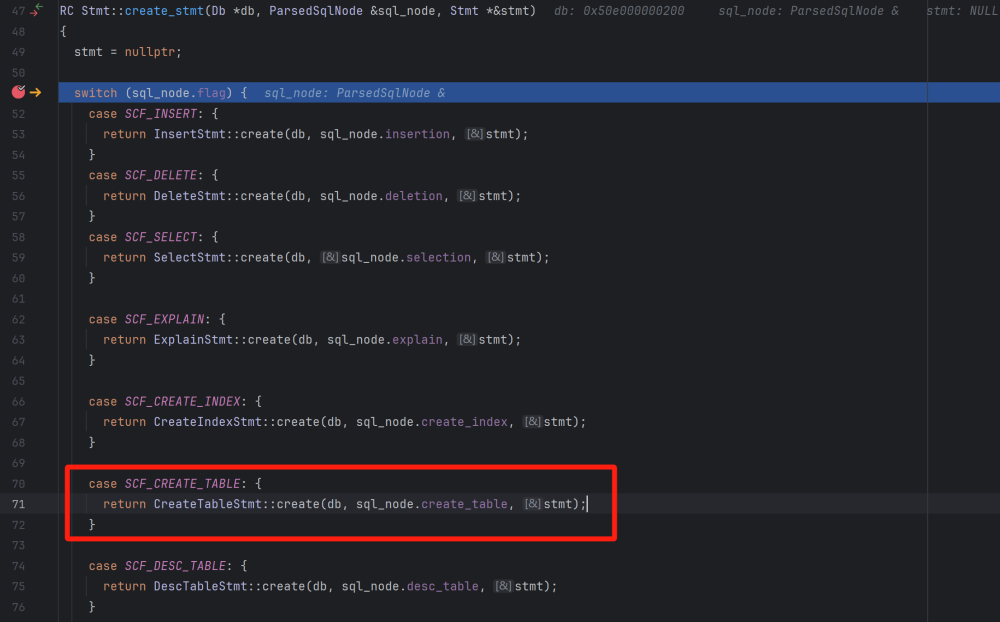 47 RC Stmt::create_stmt(Db *db, ParsedSqlNode &sql_node, Stmt *&stmt) db: 0x50e000000200 sql_node: ParsedSqlNode & stmt: NULL
48 {
49 stmt = nullptr;
50
switch (sql_node.flag) { sql_node: ParsedSqlNode &
52 case SCF_INSERT: {
53 return InsertStmt::create(db, sql_node.insertion, [&]stmt);
54 }
55 case SCF_DELETE: {
56 return DeleteStmt::create(db, sql_node.deletion, [&]stmt);
57 }
58 case SCF_SELECT: {
59 return SelectStmt::create(db, [&]sql_node.selection, [&]stmt);
60 }
61
62 case SCF_EXPLAIN: {
63 return ExplainStmt::create(db, sql_node.explain, [&]stmt);
64 }
65
66 case SCF_CREATE_INDEX: {
67 return CreateIndexStmt::create(db, sql_node.create_index, [&]stmt);
68 }
69
70 case SCF_CREATE_TABLE: {
71 return CreateTableStmt::create(db, sql_node.create_table, [&]stmt);
72 }
73
74 case SCF_DESC_TABLE: {
75 return DescTableStmt::create(db, sql_node.desc_table, [&]stmt);
76 }